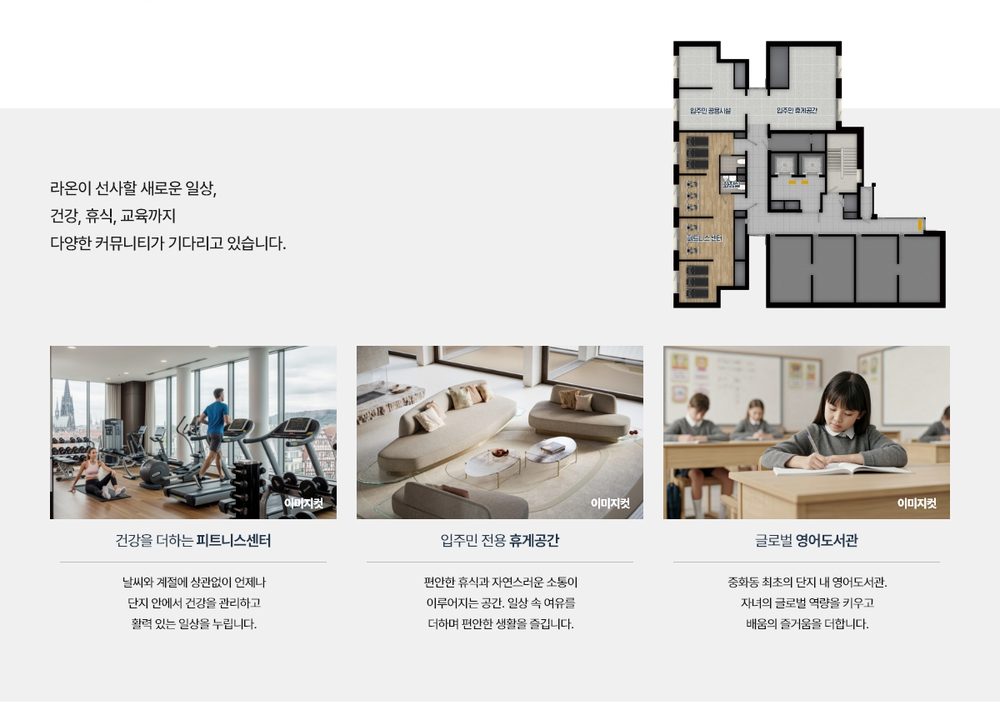 라온이 선사할 새로운 일상,
건강, 휴식, 교육까지
다양한 커뮤니티가 기다리고 있습니다.
입주민 공용시설
입주민 휴게공간
피트니스센터
이미지컷
이미지컷
이미지컷
건강을 더하는 피트니스센터
입주민 전용 휴게공간
글로벌 영어도서관
날씨와 계절에 상관없이 언제나
단지 안에서 건강을 관리하고
활력 있는 일상을 누립니다.
편안한 휴식과 자연스러운 소통이
이루어지는 공간. 일상 속 여유를
더하며 편안한 생활을 즐깁니다.
중화동 최초의 단지 내 영어도서관.
자녀의 글로벌 역량을 키우고
배움의 즐거움을 더합니다.